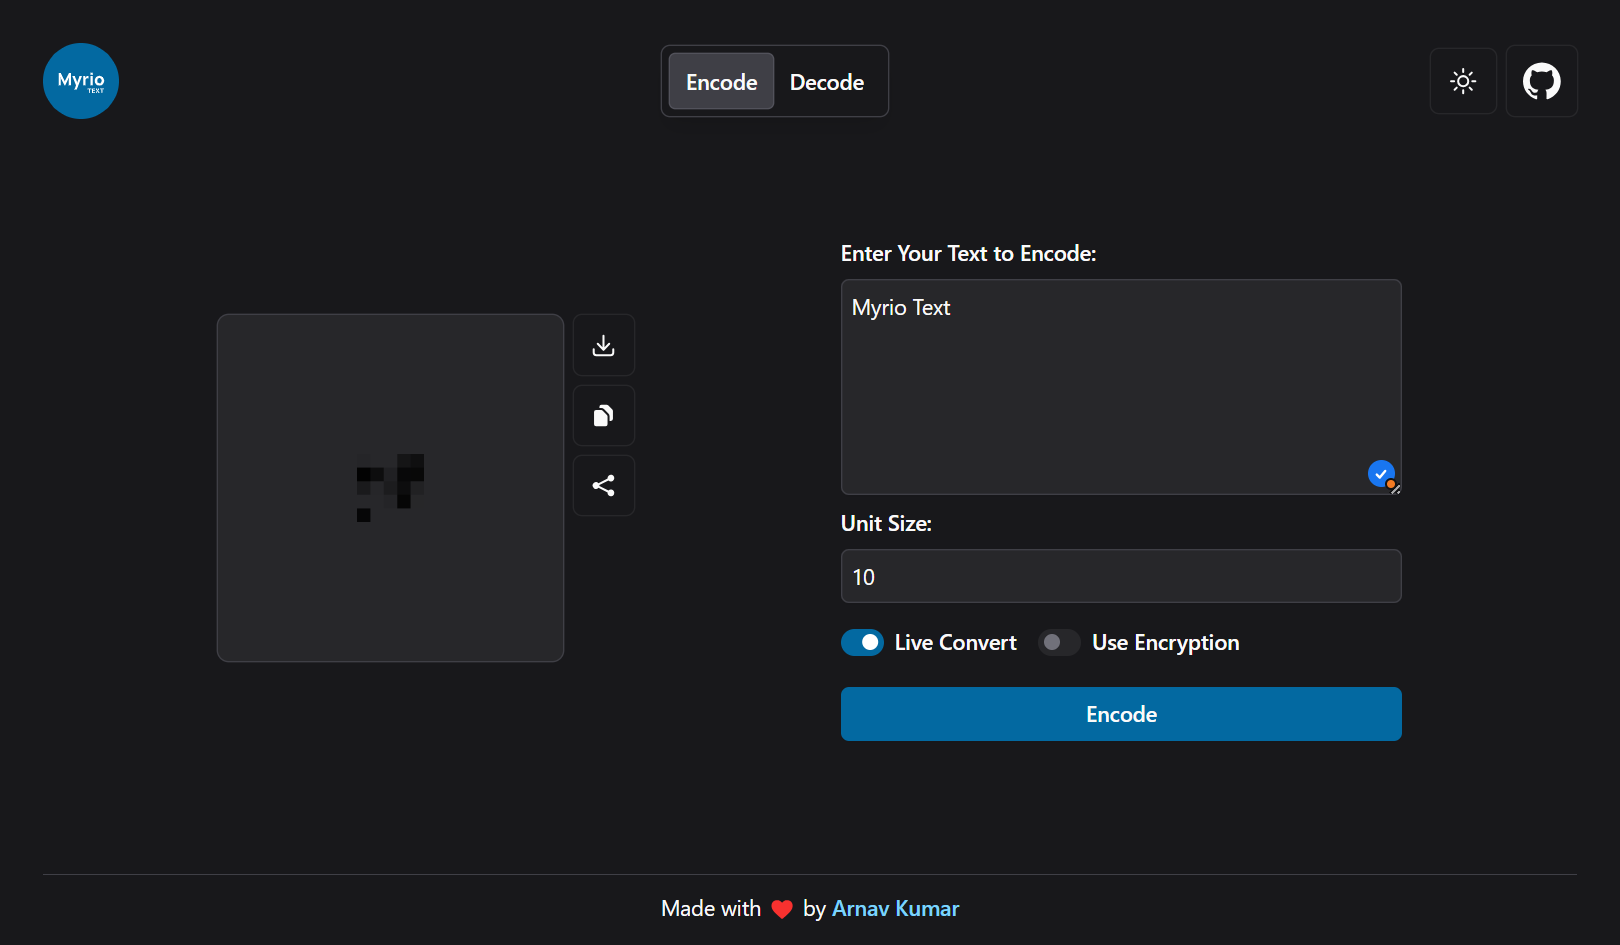 Myrio
TEXT
Encode
Decode
Enter Your Text to Encode:
Myrio Text
Unit Size:
10
Live Convert
Use Encryption
Encode
Made with ❤ by Arnav Kumar